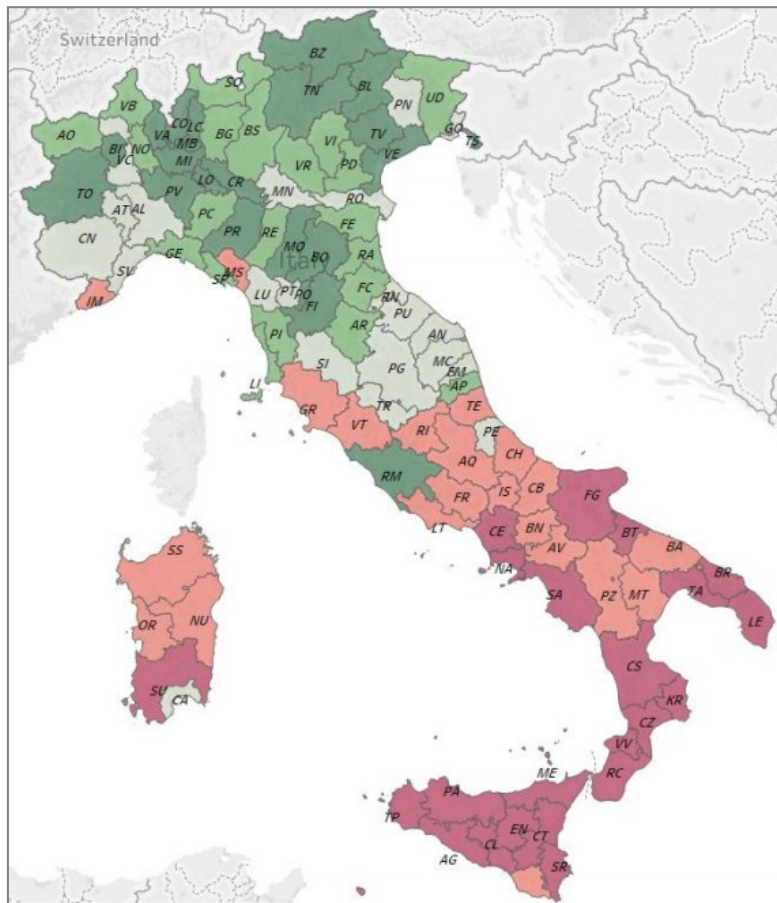 Switzerland
BZ
SO
VB
BL
TN
PN
UD
AO
CO
LC
VA
BG
BS
TV
GO
TS
BI
NO
MB
VI
VC
MI
VE
VR
PD
TO
LO
CR
PV
MN
RO
AT
AL
PC
FE
PR
RE
CN
MO
BO
RA
GE
Italy
SV
SP
MS
FC
LU
PT
PO
RN
IM
FI
PU
AR
AN
PI
MC
SI
PG
FM
AP
LI
TR
TE
GR
VT
RI
PE
CH
AQ
RM
CB
FG
FR
IS
LT
CE
BN
BT
AV
BA
SS
NA
BR
SA
PZ
MT
TA
LE
NU
OR
CS
SU
CA
KR
CZ
VV
ME
RC
PA
TP
EN
CT
CL
AG
SR